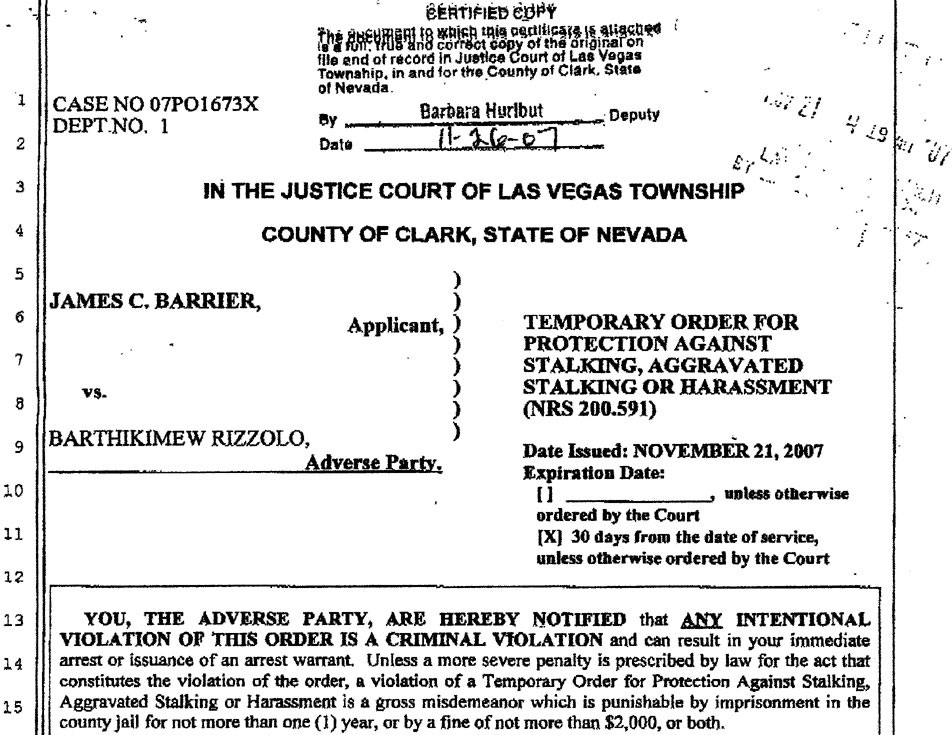 CERTIFIED COPY
The document to which this certificate is attached
is a full, true and correct copy of the original on
file and of record in Justice Court of Las Vegas
Township, in and for the County of Clark, State
of Nevada.
By Barbara Hurlbut Deputy
Date 11-26-07
21 4 19 '07
BY
1 CASE NO 07PO1673X
DEPT.NO. 1
2
3 IN THE JUSTICE COURT OF LAS VEGAS TOWNSHIP
4 COUNTY OF CLARK, STATE OF NEVADA
5 )
JAMES C. BARRIER, )
6 Applicant, ) TEMPORARY ORDER FOR
) PROTECTION AGAINST
7 ) STALKING, AGGRAVATED
vs. ) STALKING OR HARASSMENT
8 ) (NRS 200.591)
BARTHIKIMEW RIZZOLO, )
9 Date Issued: NOVEMBER 21, 2007
Adverse Party.
Expiration Date:
10 [ ] ____________, unless otherwise
ordered by the Court
11 [X] 30 days from the date of service,
unless otherwise ordered by the Court
12
13 YOU, THE ADVERSE PARTY, ARE HEREBY NOTIFIED that ANY INTENTIONAL
VIOLATION OF THIS ORDER IS A CRIMINAL VIOLATION and can result in your immediate
14 arrest or issuance of an arrest warrant. Unless a more severe penalty is prescribed by law for the act that
constitutes the violation of the order, a violation of a Temporary Order for Protection Against Stalking,
15 Aggravated Stalking or Harassment is a gross misdemeanor which is punishable by imprisonment in the
county jail for not more than one (1) year, or by a fine of not more than $2,000, or both.